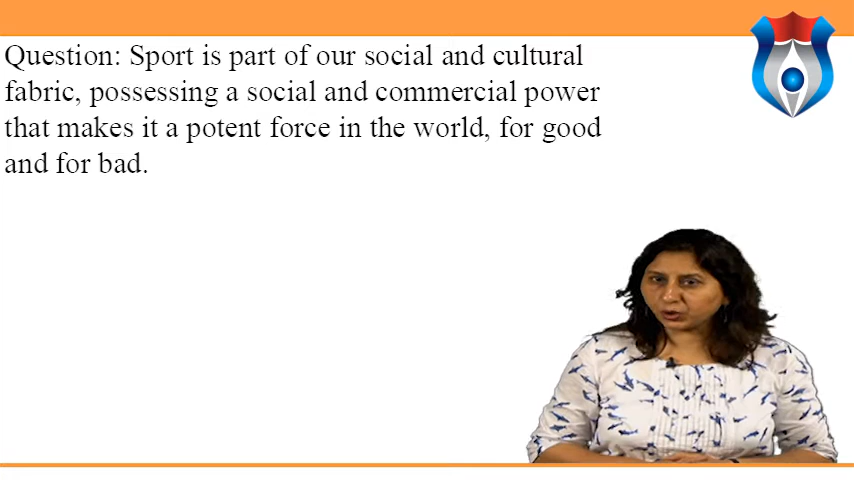 Question: Sport is part of our social and cultural
fabric, possessing a social and commercial power
that makes it a potent force in the world, for good
and for bad.